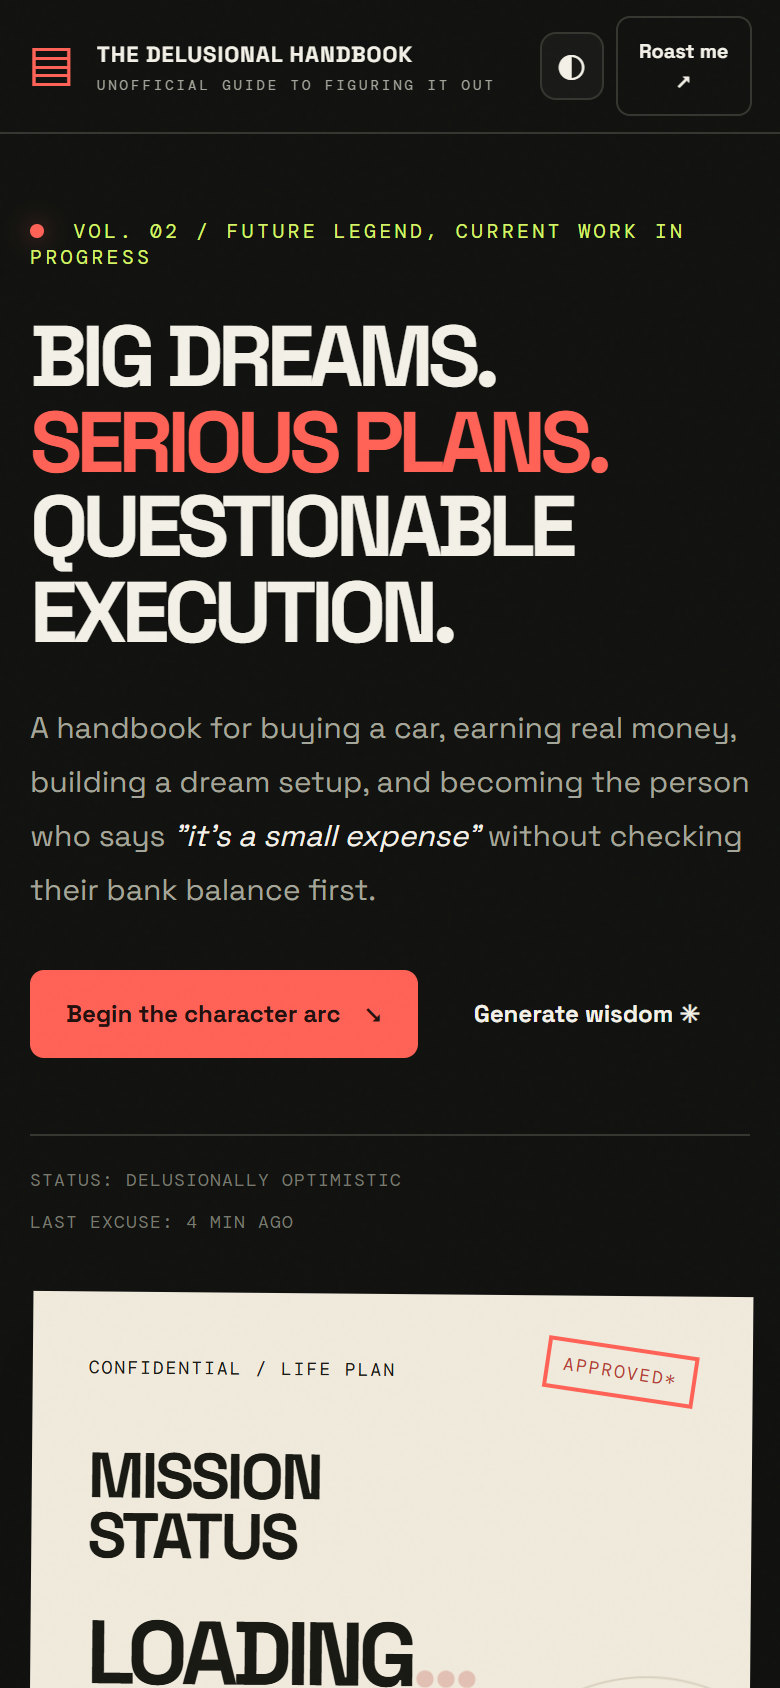 THE DELUSIONAL HANDBOOK
UNOFFICIAL GUIDE TO FIGURING IT OUT
Roast me
↗
VOL. 02 / FUTURE LEGEND, CURRENT WORK IN
PROGRESS
BIG DREAMS.
SERIOUS PLANS.
QUESTIONABLE
EXECUTION.
A handbook for buying a car, earning real money,
building a dream setup, and becoming the person
who says ”it’s a small expense” without checking
their bank balance first.
Begin the character arc ↘
Generate wisdom ✳
STATUS: DELUSIONALLY OPTIMISTIC
LAST EXCUSE: 4 MIN AGO
CONFIDENTIAL / LIFE PLAN
APPROVED*
MISSION
STATUS
LOADING...